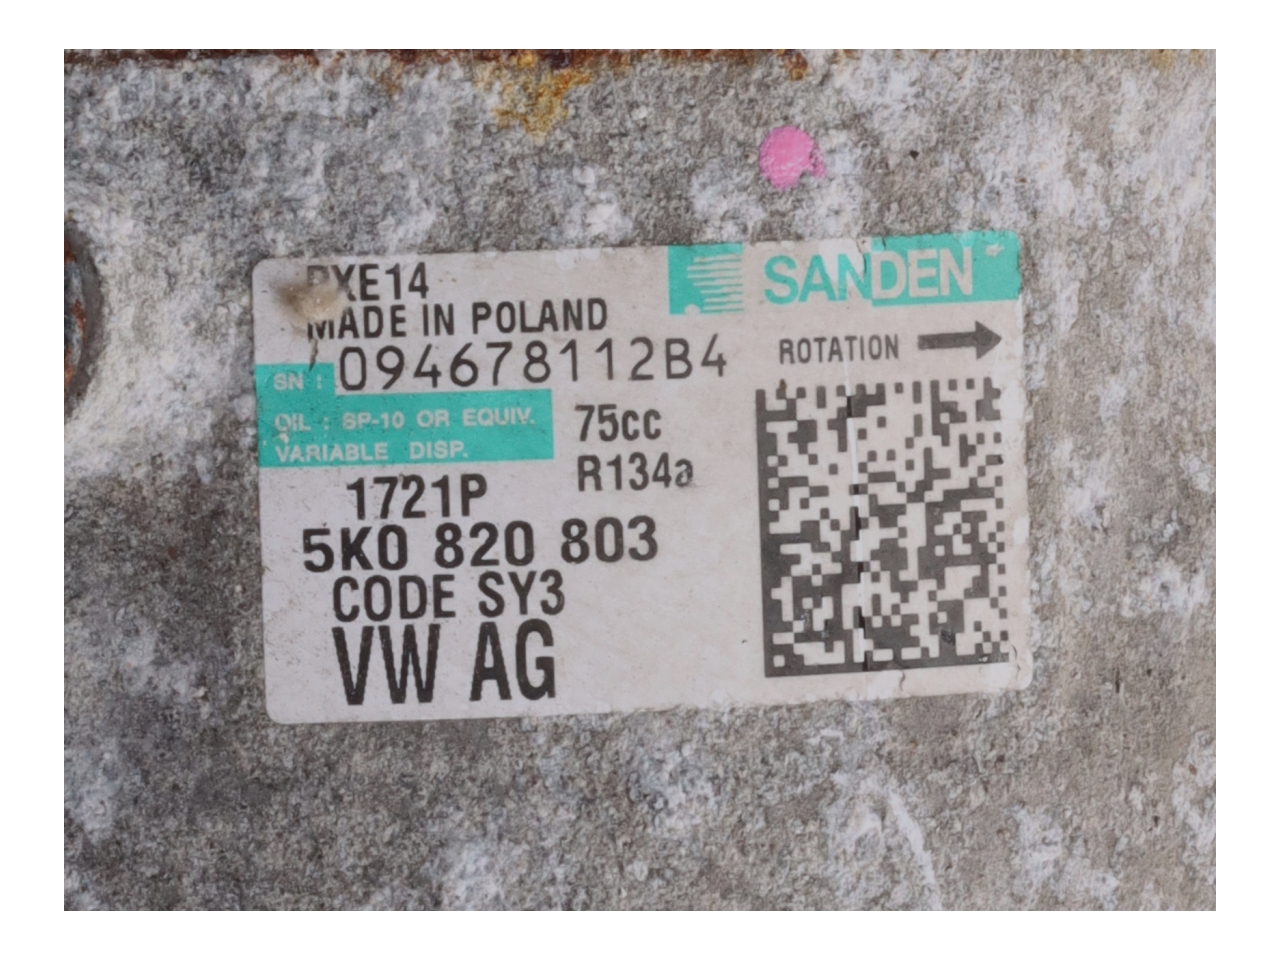 PXE14
MADE IN POLAND
SANDEN
ROTATION
SN : 094678112B4
OIL : SP-10 OR EQUIV.
VARIABLE DISP.
75cc
R134a
1721P
5K0 820 803
CODE SY3
VW AG